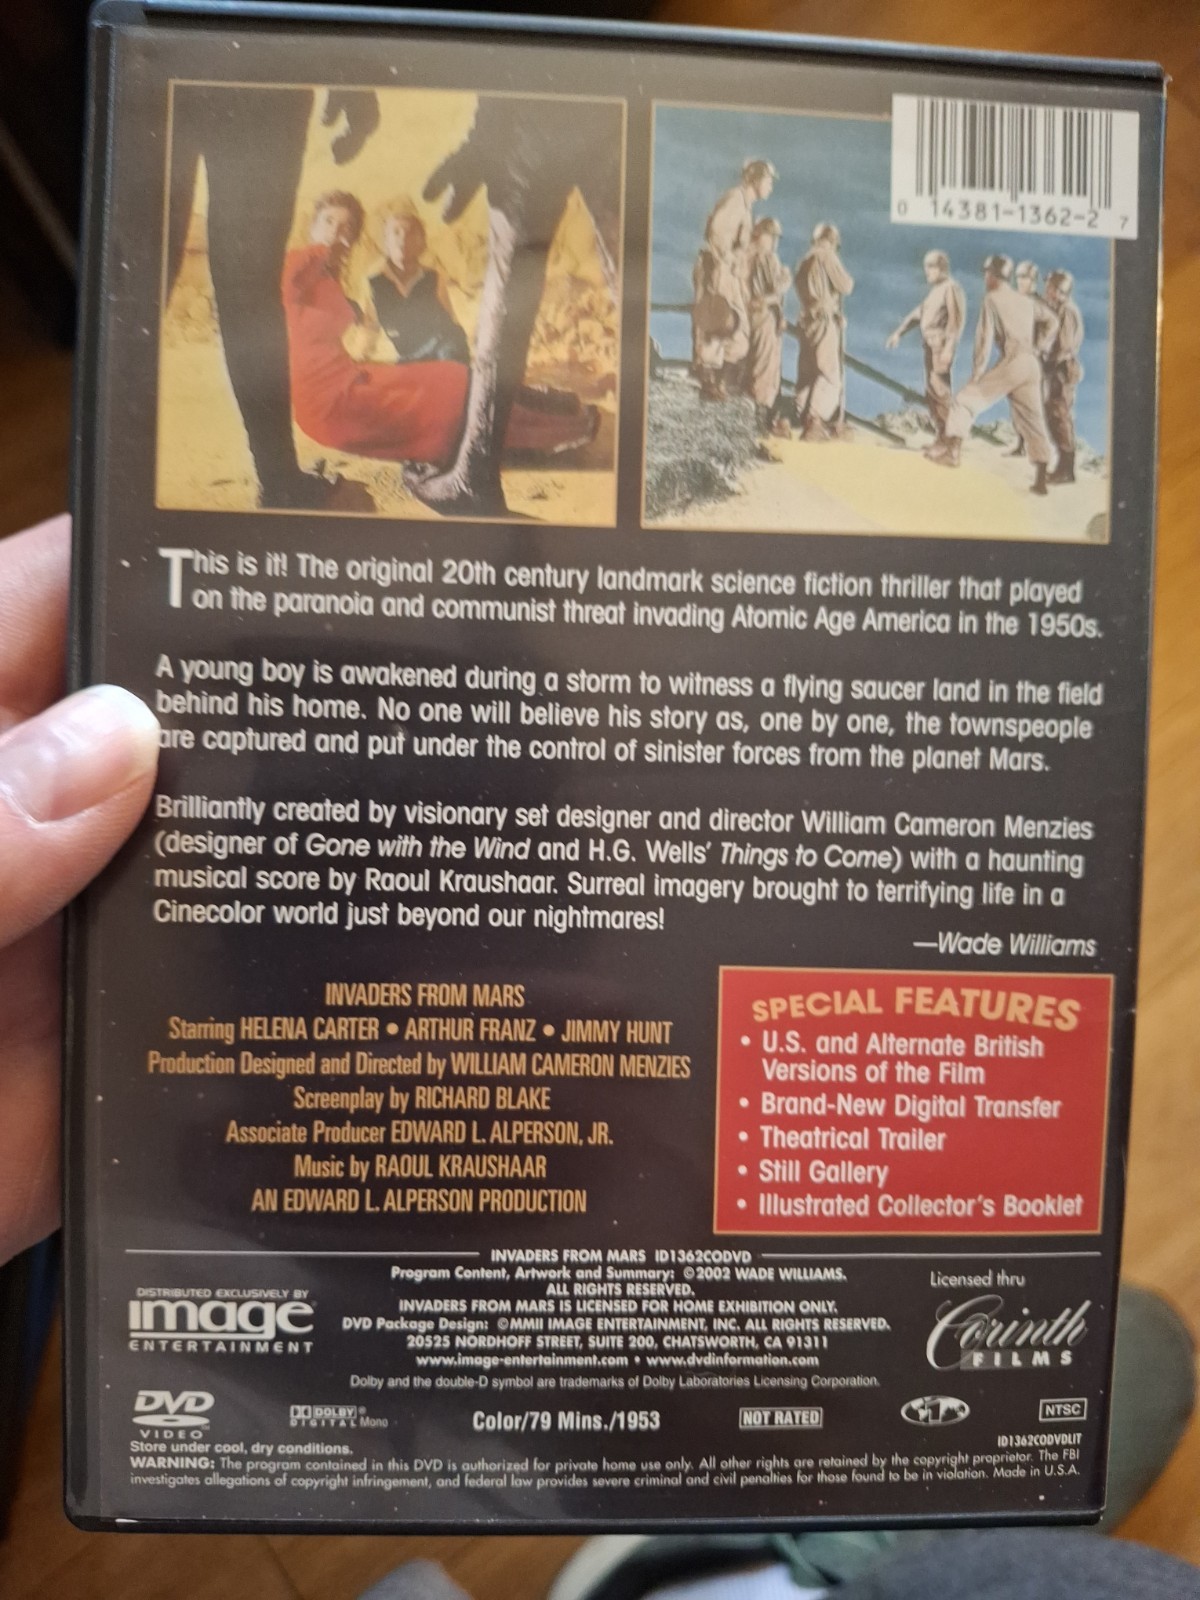 0 14381-1362-2 7
This is it! The original 20th century landmark science fiction thriller that played
on the paranoia and communist threat invading Atomic Age America in the 1950s.
A young boy is awakened during a storm to witness a flying saucer land in the field
behind his home. No one will believe his story as, one by one, the townspeople
are captured and put under the control of sinister forces from the planet Mars.
Brilliantly created by visionary set designer and director William Cameron Menzies
(designer of Gone with the Wind and H.G. Wells' Things to Come) with a haunting
musical score by Raoul Kraushaar. Surreal imagery brought to terrifying life in a
Cinecolor world just beyond our nightmares!
—Wade Williams
INVADERS FROM MARS
Starring HELENA CARTER • ARTHUR FRANZ • JIMMY HUNT
Production Designed and Directed by WILLIAM CAMERON MENZIES
Screenplay by RICHARD BLAKE
Associate Producer EDWARD L. ALPERSON, JR.
Music by RAOUL KRAUSHAAR
AN EDWARD L. ALPERSON PRODUCTION
SPECIAL FEATURES
• U.S. and Alternate British
Versions of the Film
• Brand-New Digital Transfer
• Theatrical Trailer
• Still Gallery
• Illustrated Collector's Booklet
INVADERS FROM MARS ID1362CODVD
Program Content, Artwork and Summary: ©2002 WADE WILLIAMS.
ALL RIGHTS RESERVED.
INVADERS FROM MARS IS LICENSED FOR HOME EXHIBITION ONLY.
DVD Package Design: ©MMII IMAGE ENTERTAINMENT, INC. ALL RIGHTS RESERVED.
20525 NORDHOFF STREET, SUITE 200, CHATSWORTH, CA 91311
www.image-entertainment.com • www.dvdinformation.com
Dolby and the double-D symbol are trademarks of Dolby Laboratories Licensing Corporation.
DISTRIBUTED EXCLUSIVELY BY
image®
ENTERTAINMENT
Licensed thru
Corinth
FILMS
DVD
VIDEO™
DOLBY®
DIGITAL Mono
Color/79 Mins./1953
NOT RATED
1
NTSC
ID1362CODVDLIT
Store under cool, dry conditions.
WARNING: The program contained in this DVD is authorized for private home use only. All other rights are retained by the copyright proprietor. The FBI
investigates allegations of copyright infringement, and federal law provides severe criminal and civil penalties for those found to be in violation. Made in U.S.A.